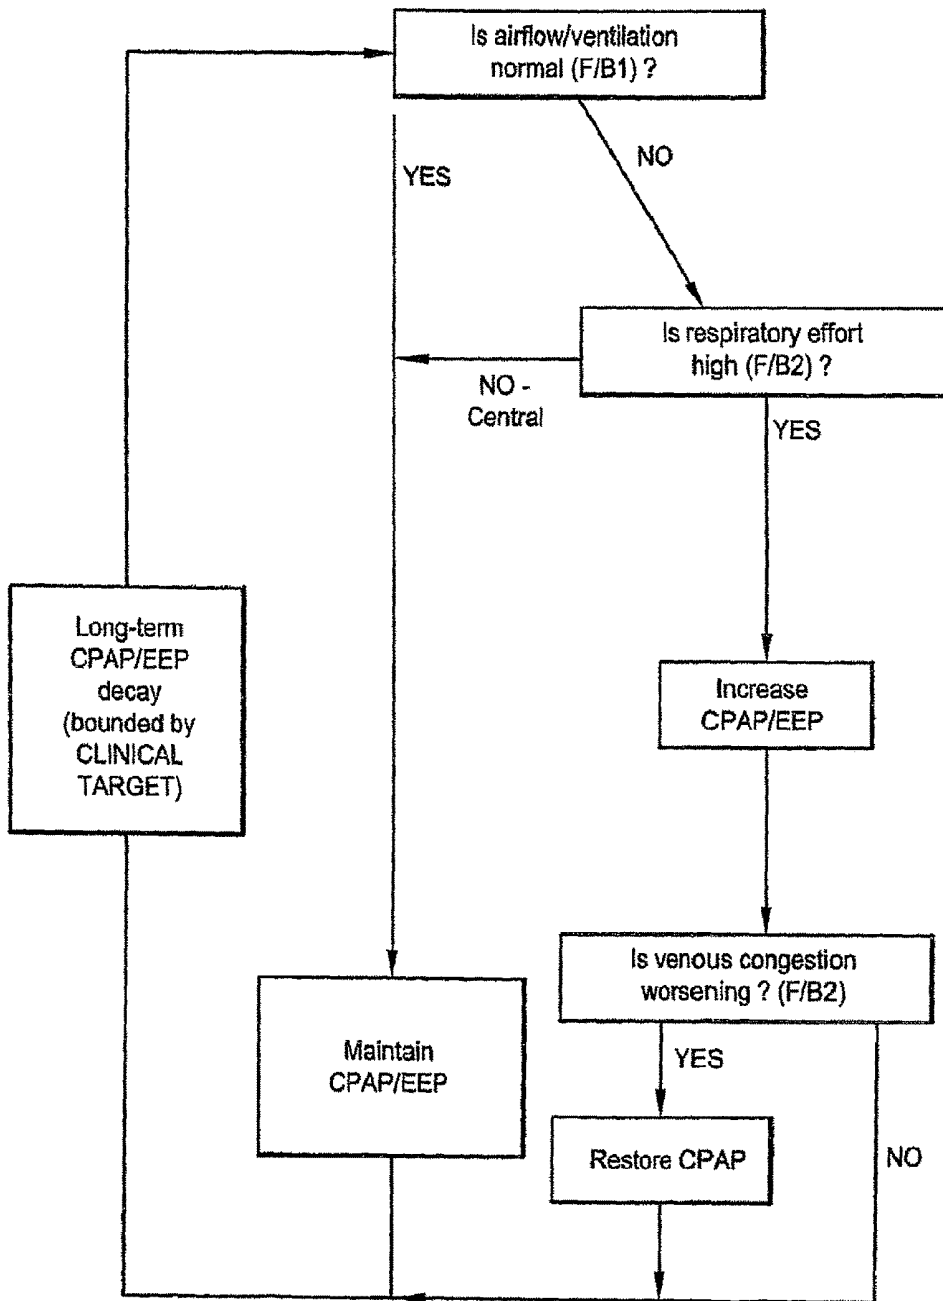 Is airflow/ventilation
normal (F/B1) ?
YES
NO
Is respiratory effort
high (F/B2) ?
NO -
Central
YES
Long-term
CPAP/EEP
decay
(bounded by
CLINICAL
TARGET)
Increase
CPAP/EEP
Is venous congestion
worsening ? (F/B2)
Maintain
CPAP/EEP
YES
NO
Restore CPAP